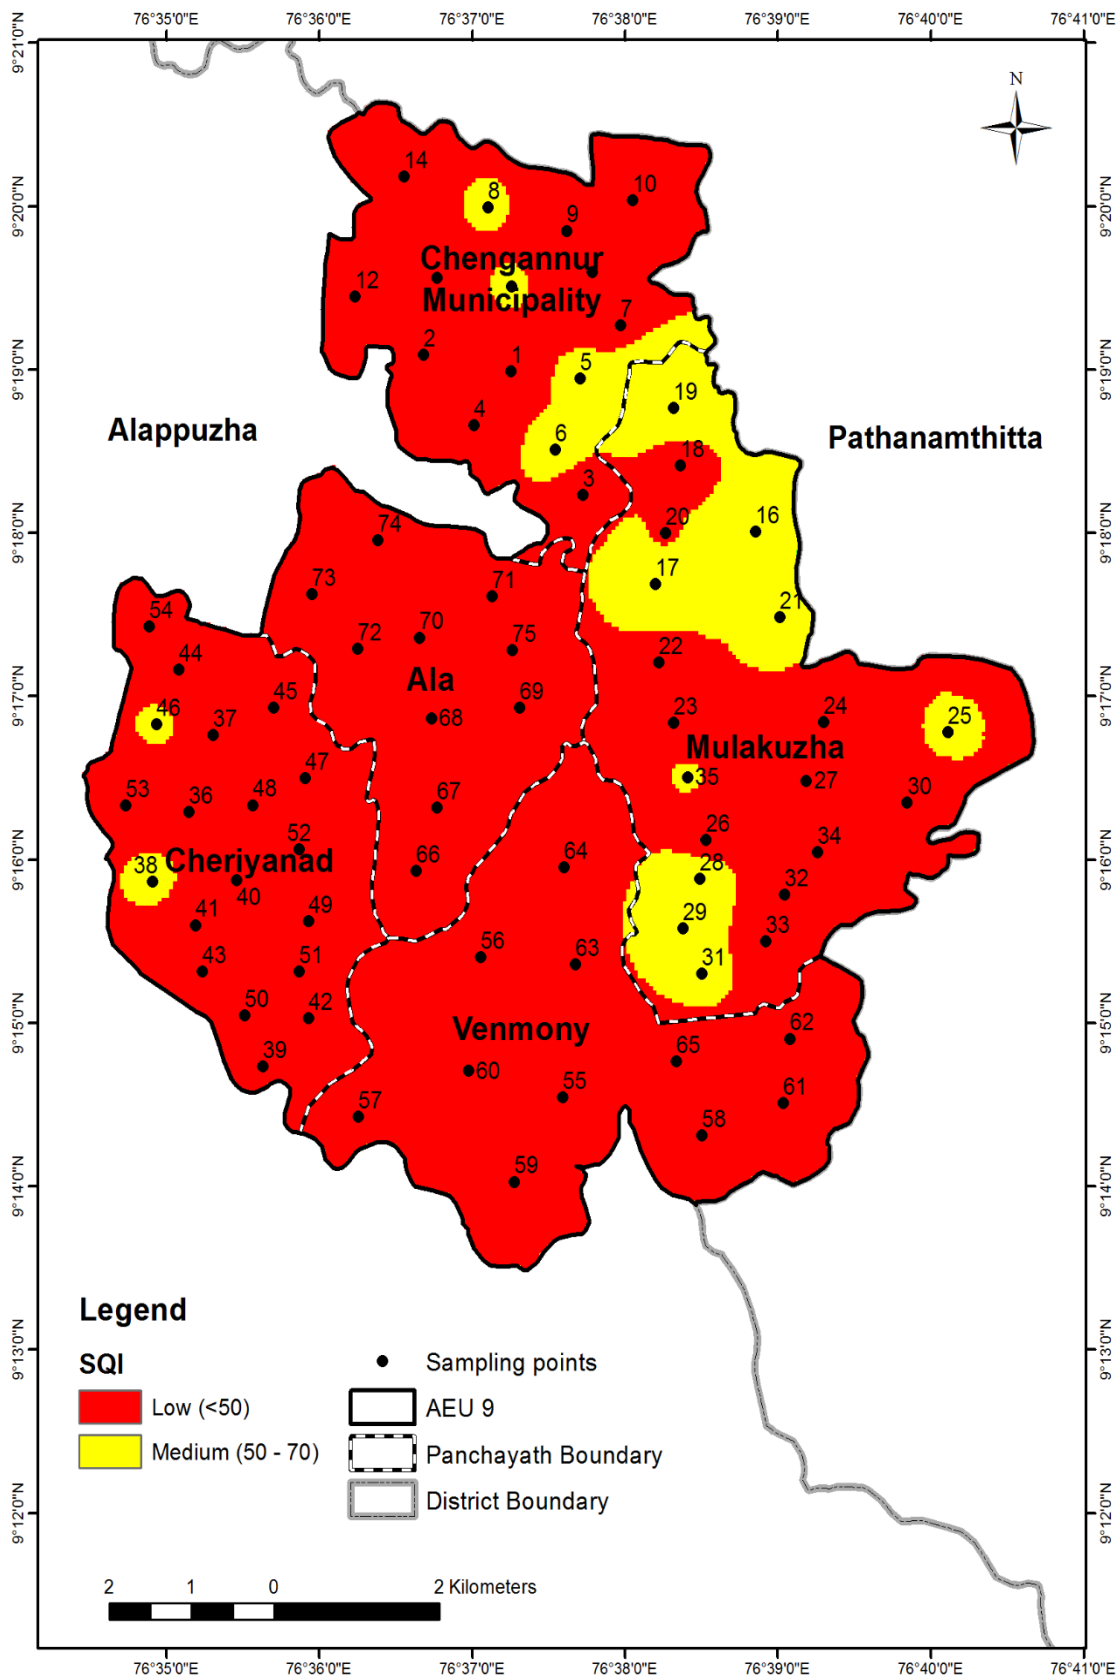 76°35'0"E 76°36'0"E 76°37'0"E 76°38'0"E 76°39'0"E 76°40'0"E 76°41'0"E
9°21'0"N 9°21'0"N
N
14
8
10
9°20'0"N 9°20'0"N
9
Chengannur
12
Municipality
7
2 1 5
9°19'0"N 9°19'0"N
19
4
Alappuzha 6 Pathanamthitta
18
3
74 20 16
9°18'0"N 9°18'0"N
73 71 17
21
54
72 70 75
44 22
45 Ala 69
9°17'0"N 9°17'0"N
46 37 68 23 24 25
Mulakuzha
47 35 27
53 36 48 67 30
52 26
34
9°16'0"N 9°16'0"N
38 Cheriyanad 66 64 28
40 32
41 49 29
33
43 51 56 63 31
50 42
9°15'0"N 9°15'0"N
Venmony 62
39 65
60 55 61
57 58
59
9°14'0"N 9°14'0"N
Legend
9°13'0"N 9°13'0"N
SQI Sampling points
Low (<50) AEU 9
Medium (50 - 70) Panchayath Boundary
District Boundary
9°12'0"N 9°12'0"N
2 1 0 2 Kilometers
76°35'0"E 76°36'0"E 76°37'0"E 76°38'0"E 76°39'0"E 76°40'0"E 76°41'0"E